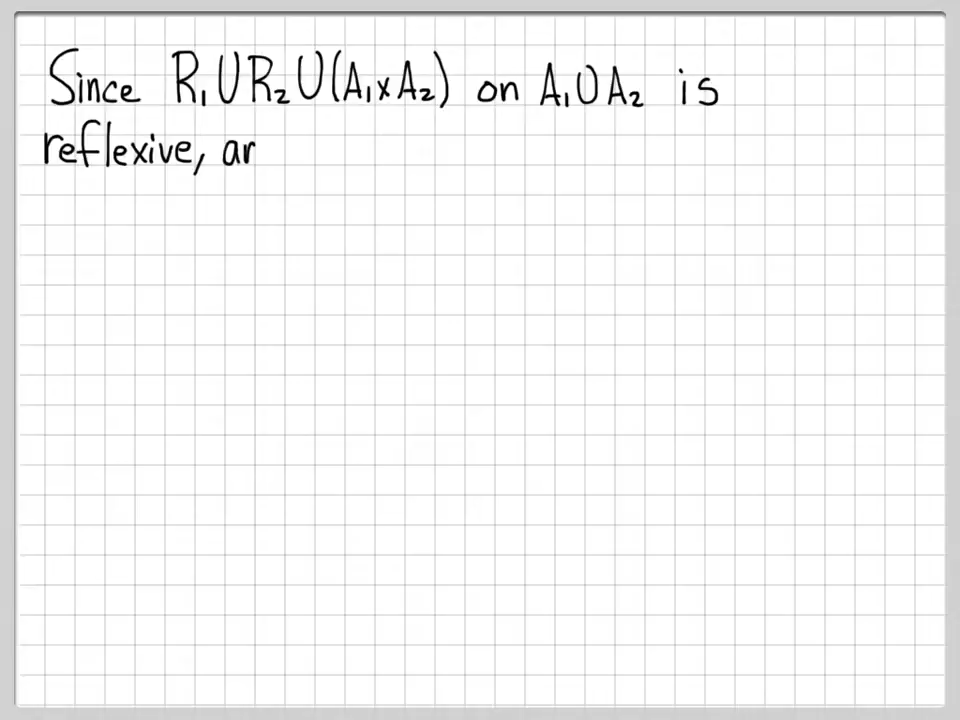 Since R₁∪R₂∪(A₁×A₂) on A₁∪A₂ is
reflexive, ar